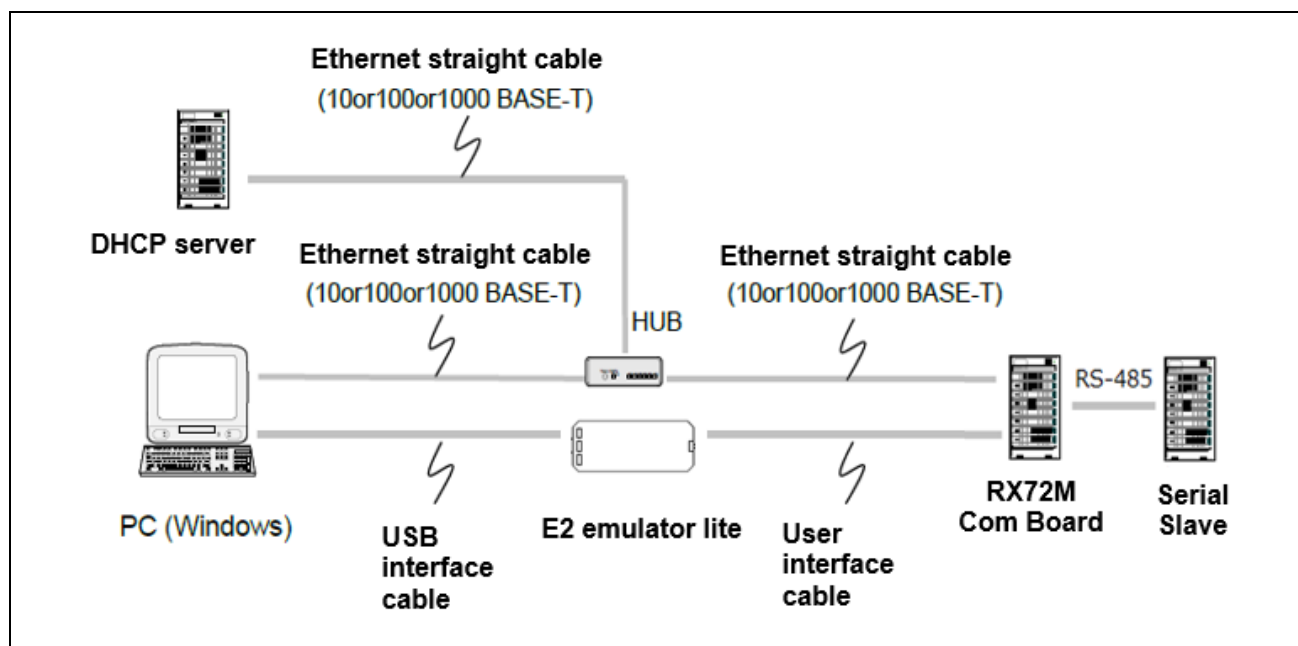 Ethernet straight cable
(10or100or1000 BASE-T)
DHCP server
Ethernet straight cable
(10or100or1000 BASE-T)
Ethernet straight cable
(10or100or1000 BASE-T)
HUB
RS-485
PC (Windows)
USB
interface
cable
E2 emulator lite
User
interface
cable
RX72M
Com Board
Serial
Slave